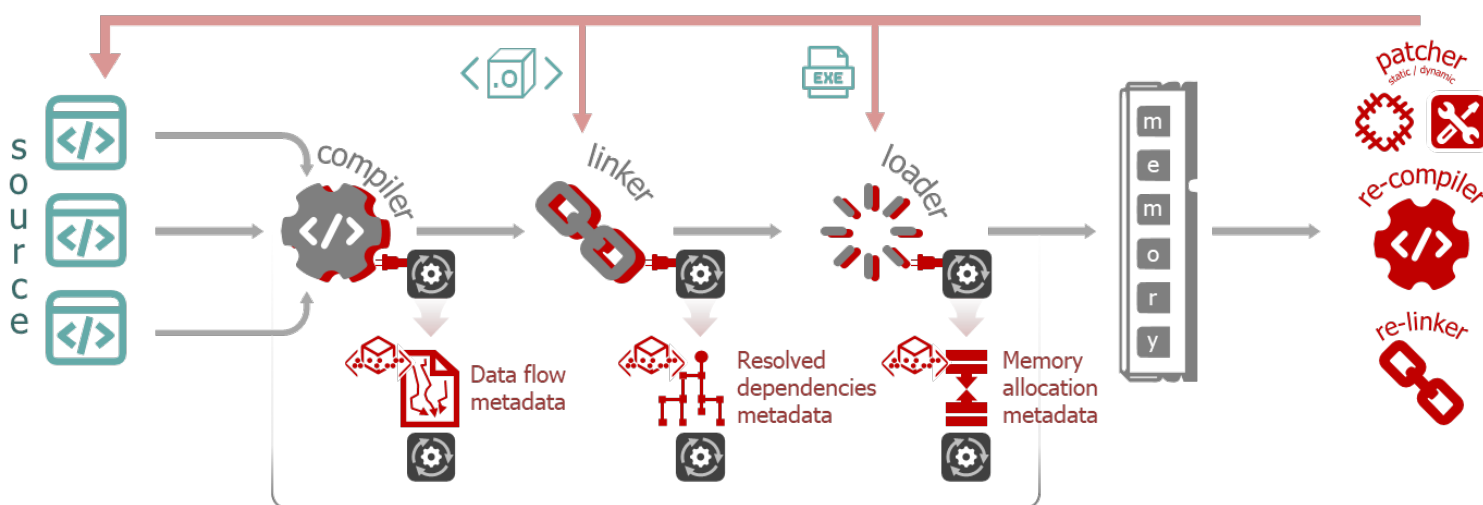 source
</>
</>
</>
</>
compiler
.O
linker
EXE
loader
memory
patcher
static / dynamic
re-compiler
</>
re-linker
Data flow
metadata
Resolved
dependencies
metadata
Memory
allocation
metadata